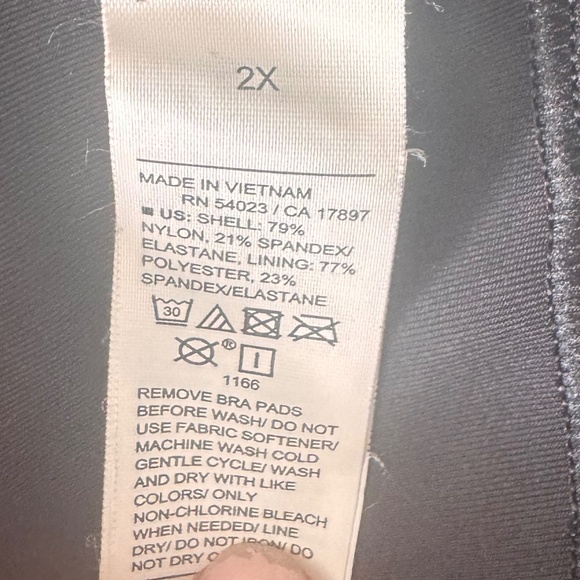 2X
MADE IN VIETNAM
RN 54023 / CA 17897
US: SHELL: 79%
NYLON, 21% SPANDEX/
ELASTANE, LINING: 77%
POLYESTER, 23%
SPANDEX/ELASTANE
30
®
1166
REMOVE BRA PADS
BEFORE WASH/ DO NOT
USE FABRIC SOFTENER/
MACHINE WASH COLD
GENTLE CYCLE/ WASH
AND DRY WITH LIKE
COLORS/ ONLY
NON-CHLORINE BLEACH
WHEN NEEDED/ LINE
DRY/ DO NOT IRON/ DO
NOT DRY